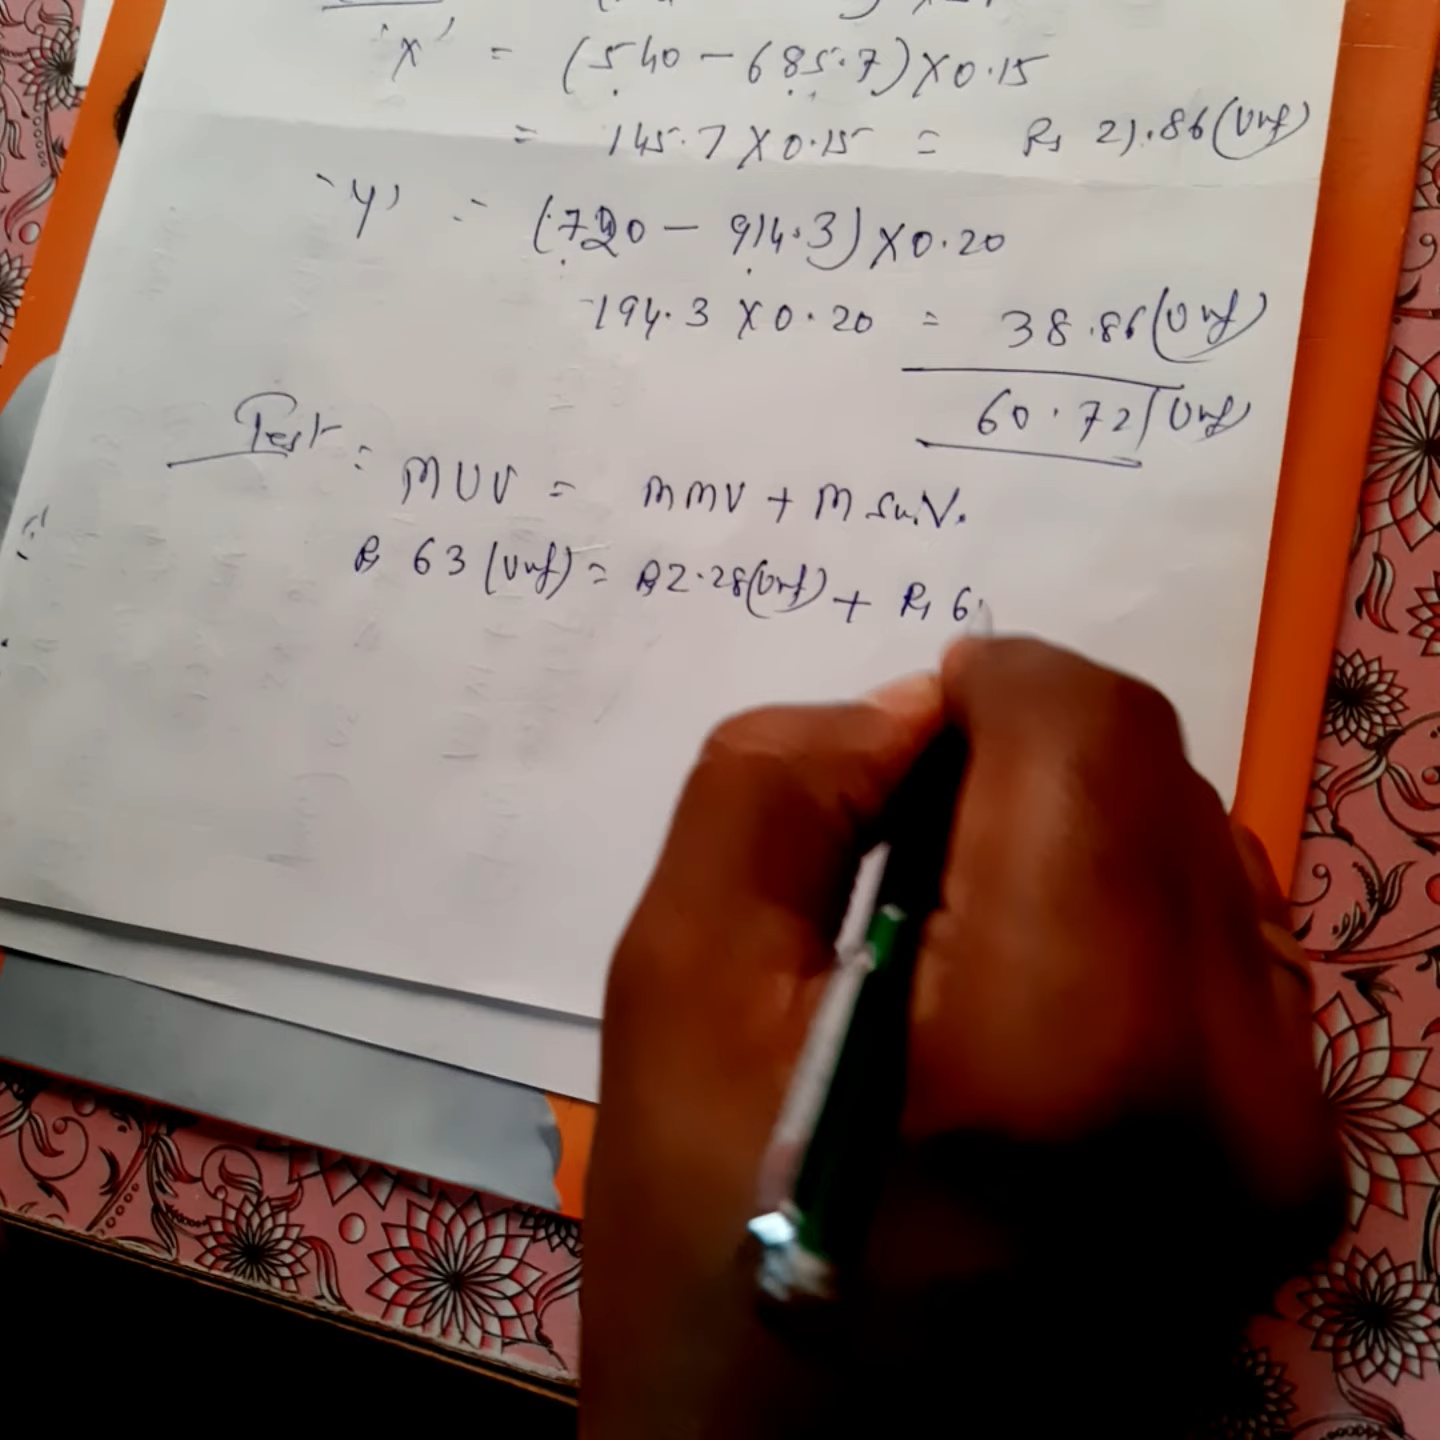 'X' = (540 – 685.7) X 0.15
= 145.7 X 0.15 = Rs 21.86 (Unf)
'Y' = (720 – 914.3) X 0.20
194.3 X 0.20 = 38.86 (Unf)
60.72 (Unf)
Test = MUV = MMV + M Su.V.
Rs 63 (Unf) = Rs 2.28 (Unf) + Rs 6